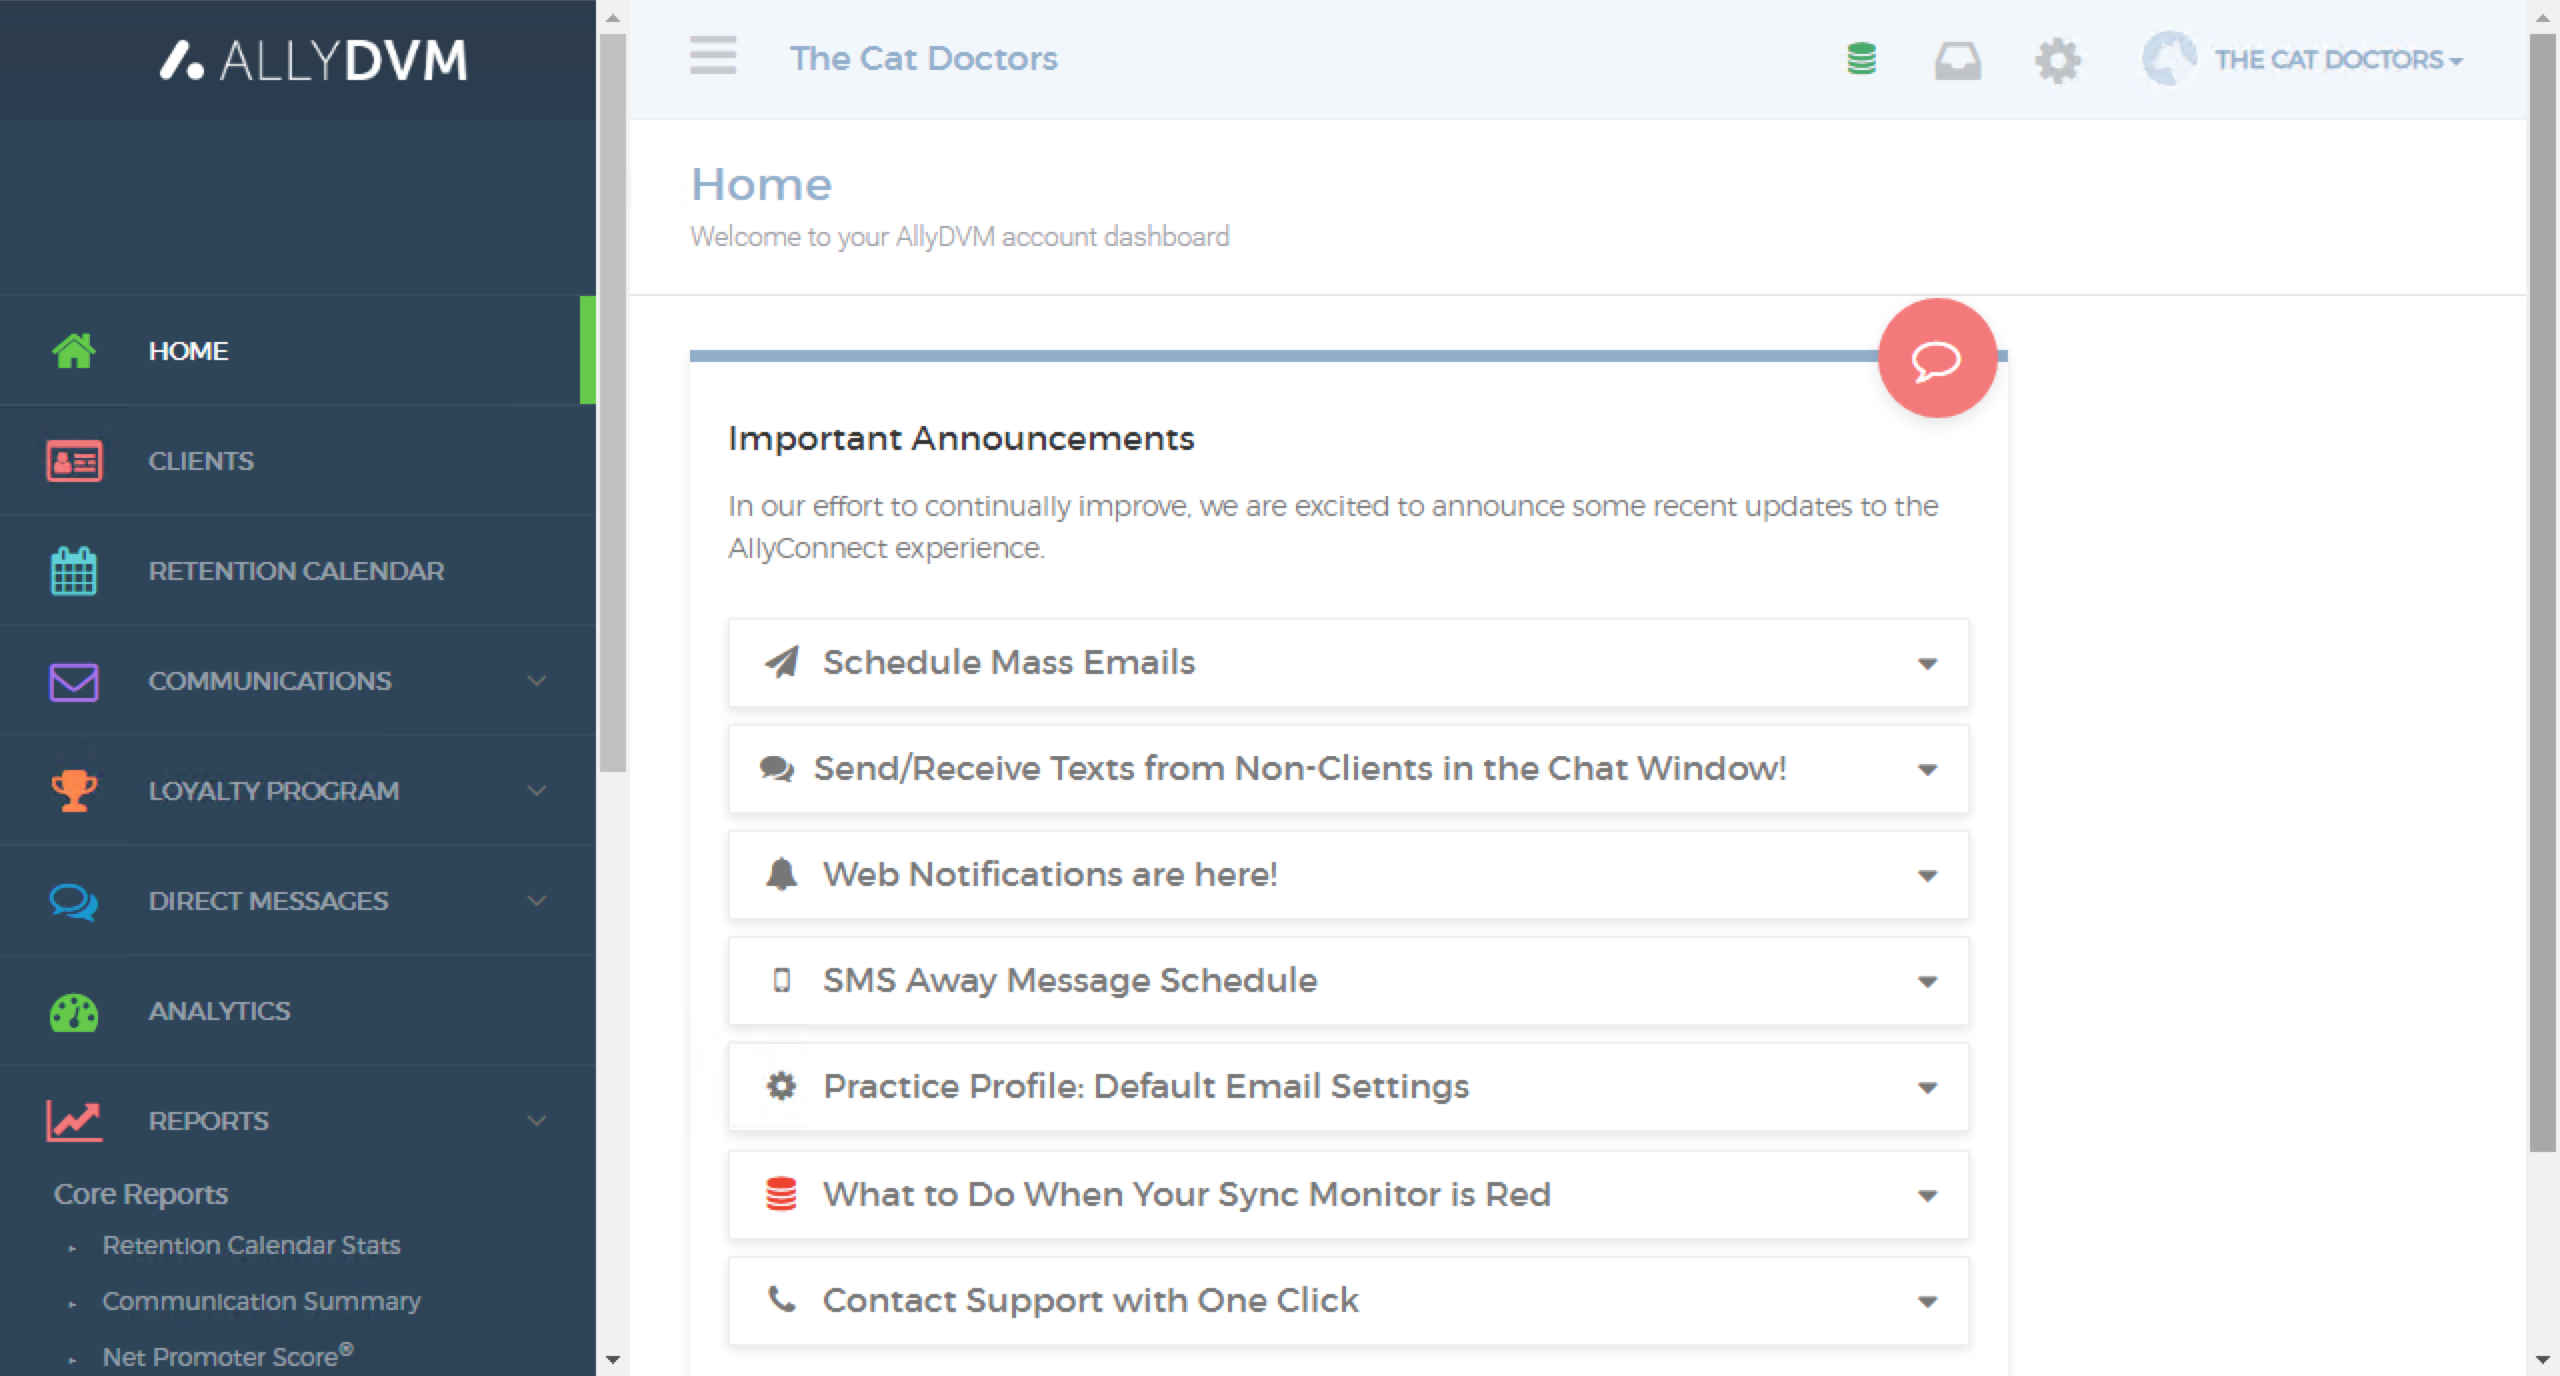 ALLYDVM
HOME
CLIENTS
RETENTION CALENDAR
COMMUNICATIONS
LOYALTY PROGRAM
DIRECT MESSAGES
ANALYTICS
REPORTS
Core Reports
Retention Calendar Stats
Communication Summary
Net Promoter Score®
The Cat Doctors
THE CAT DOCTORS
Home
Welcome to your AllyDVM account dashboard
Important Announcements
In our effort to continually improve, we are excited to announce some recent updates to the
AllyConnect experience.
Schedule Mass Emails
Send/Receive Texts from Non-Clients in the Chat Window!
Web Notifications are here!
SMS Away Message Schedule
Practice Profile: Default Email Settings
What to Do When Your Sync Monitor is Red
Contact Support with One Click